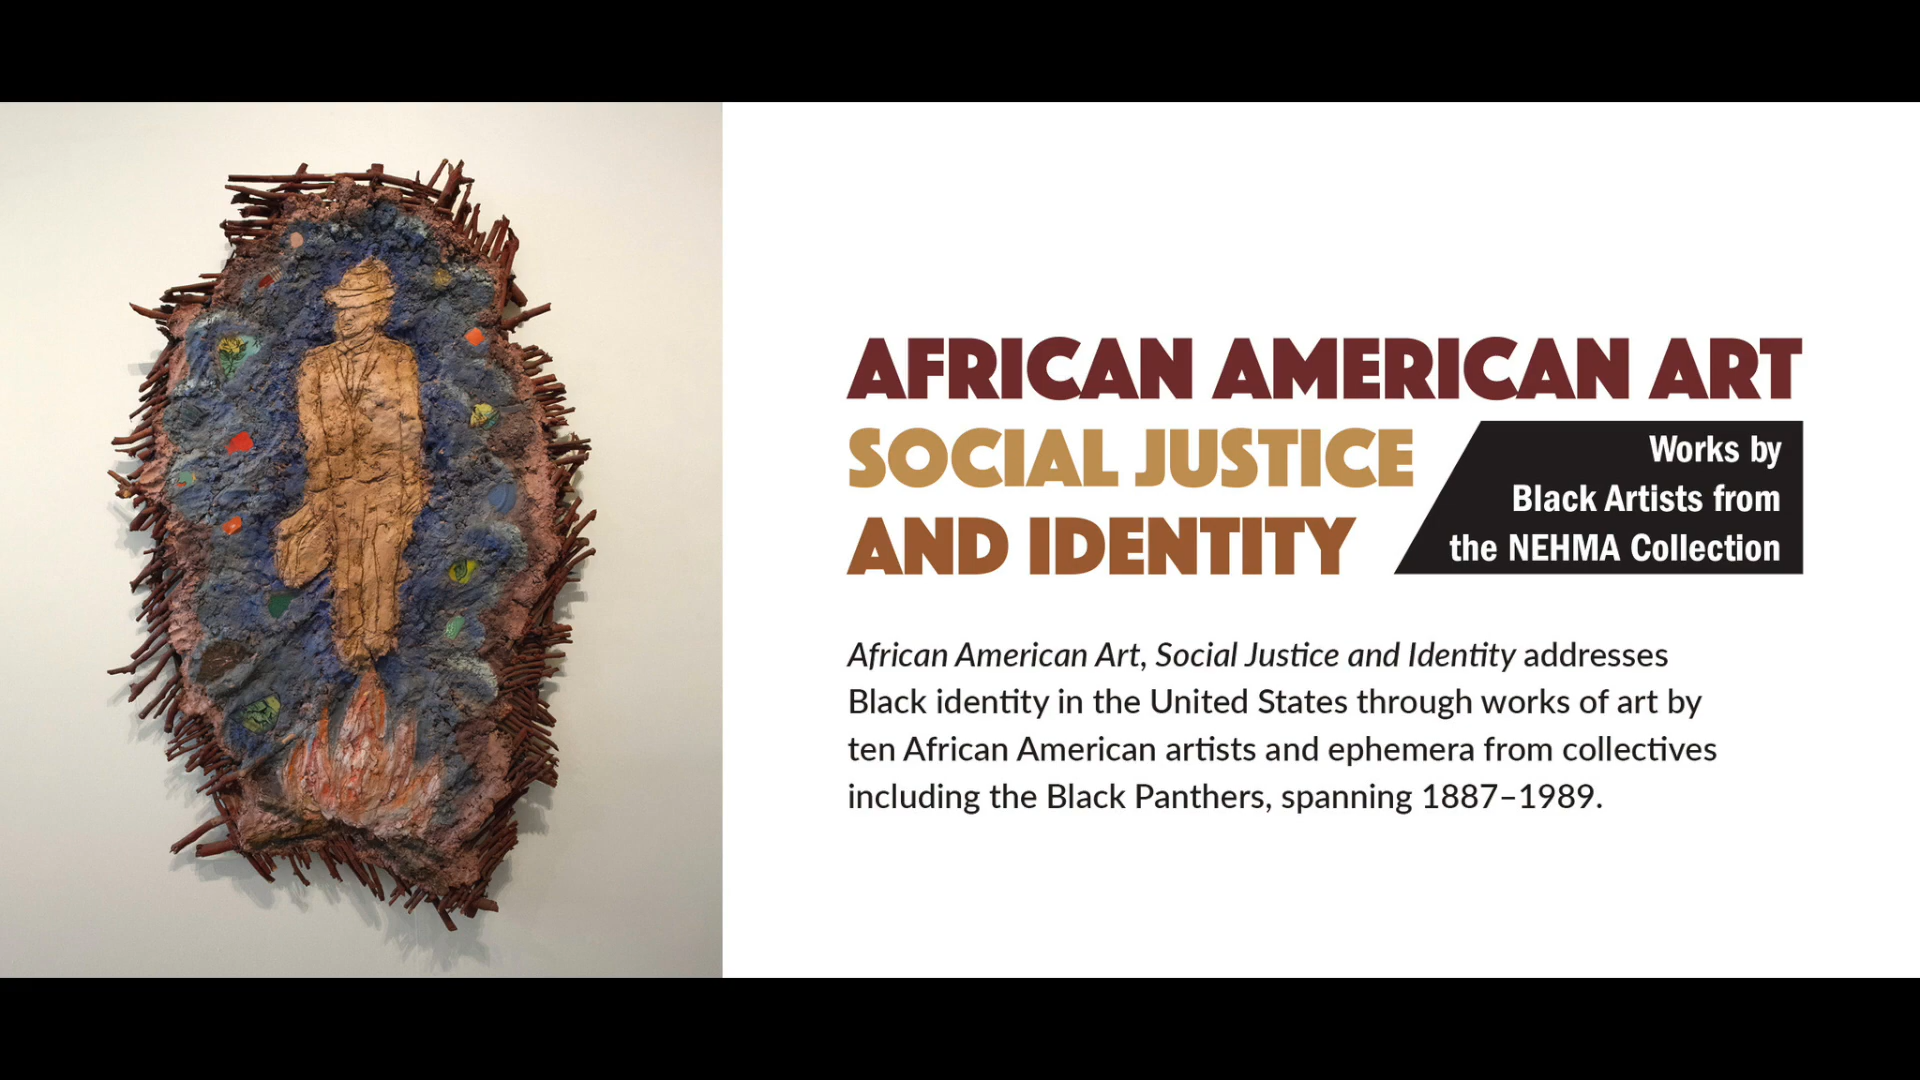 AFRICAN AMERICAN ART
SOCIAL JUSTICE
AND IDENTITY
Works by
Black Artists from
the NEHMA Collection
African American Art, Social Justice and Identity addresses
Black identity in the United States through works of art by
ten African American artists and ephemera from collectives
including the Black Panthers, spanning 1887–1989.